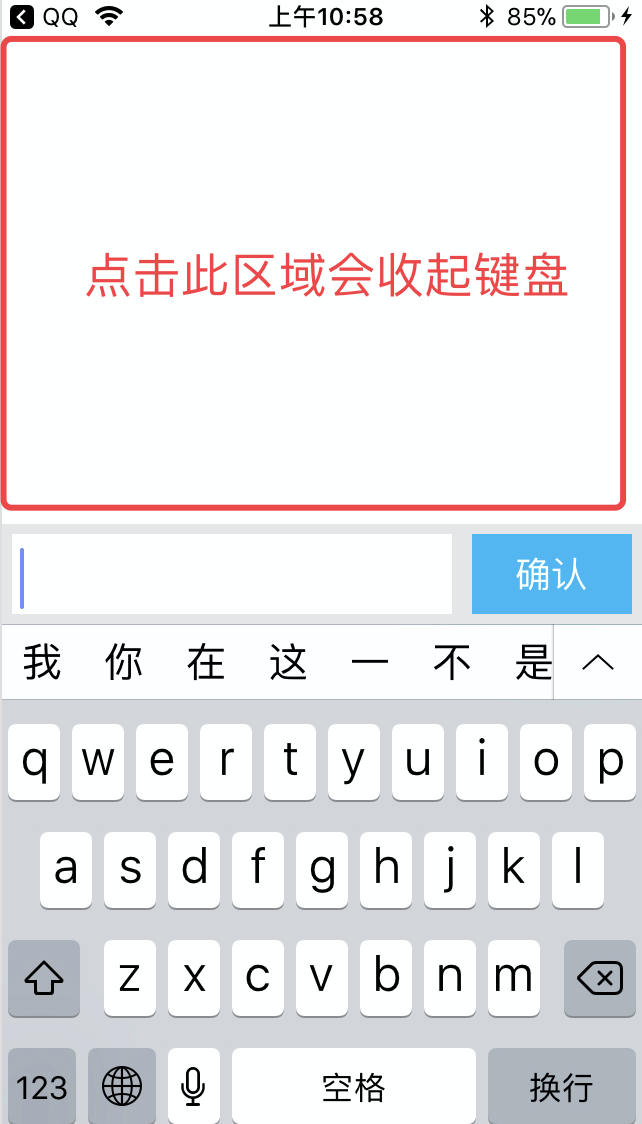 QQ 上午10:58 85%
点击此区域会收起键盘
确认
我 你 在 这 一 不 是
q w e r t y u i o p
a s d f g h j k l
z x c v b n m
123 空格 换行